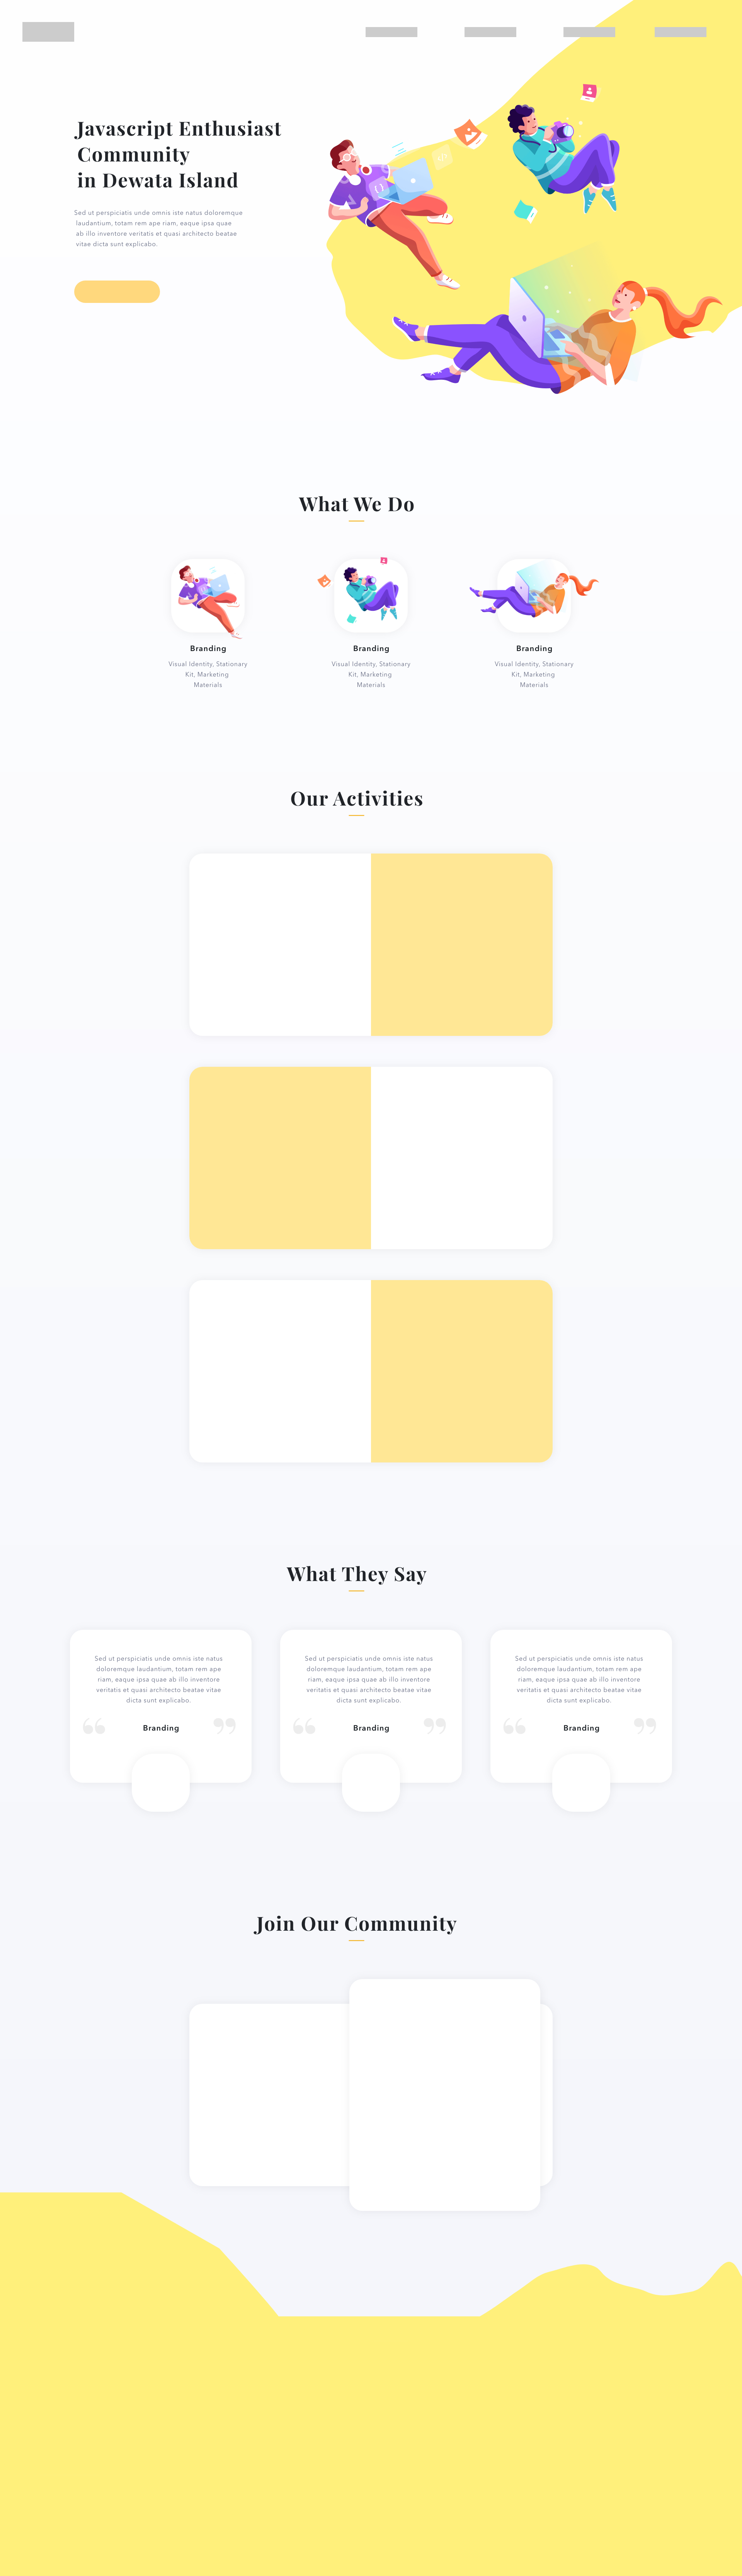 Javascript Enthusiast
Community
in Dewata Island
Sed ut perspiciatis unde omnis iste natus doloremque
laudantium, totam rem ape riam, eaque ipsa quae
ab illo inventore veritatis et quasi architecto beatae
vitae dicta sunt explicabo.
What We Do
Branding
Visual Identity, Stationary
Kit, Marketing
Materials
Branding
Visual Identity, Stationary
Kit, Marketing
Materials
Branding
Visual Identity, Stationary
Kit, Marketing
Materials
Our Activities
What They Say
Sed ut perspiciatis unde omnis iste natus
doloremque laudantium, totam rem ape
riam, eaque ipsa quae ab illo inventore
veritatis et quasi architecto beatae vitae
dicta sunt explicabo.
“ Branding ”
Sed ut perspiciatis unde omnis iste natus
doloremque laudantium, totam rem ape
riam, eaque ipsa quae ab illo inventore
veritatis et quasi architecto beatae vitae
dicta sunt explicabo.
“ Branding ”
Sed ut perspiciatis unde omnis iste natus
doloremque laudantium, totam rem ape
riam, eaque ipsa quae ab illo inventore
veritatis et quasi architecto beatae vitae
dicta sunt explicabo.
“ Branding ”
Join Our Community